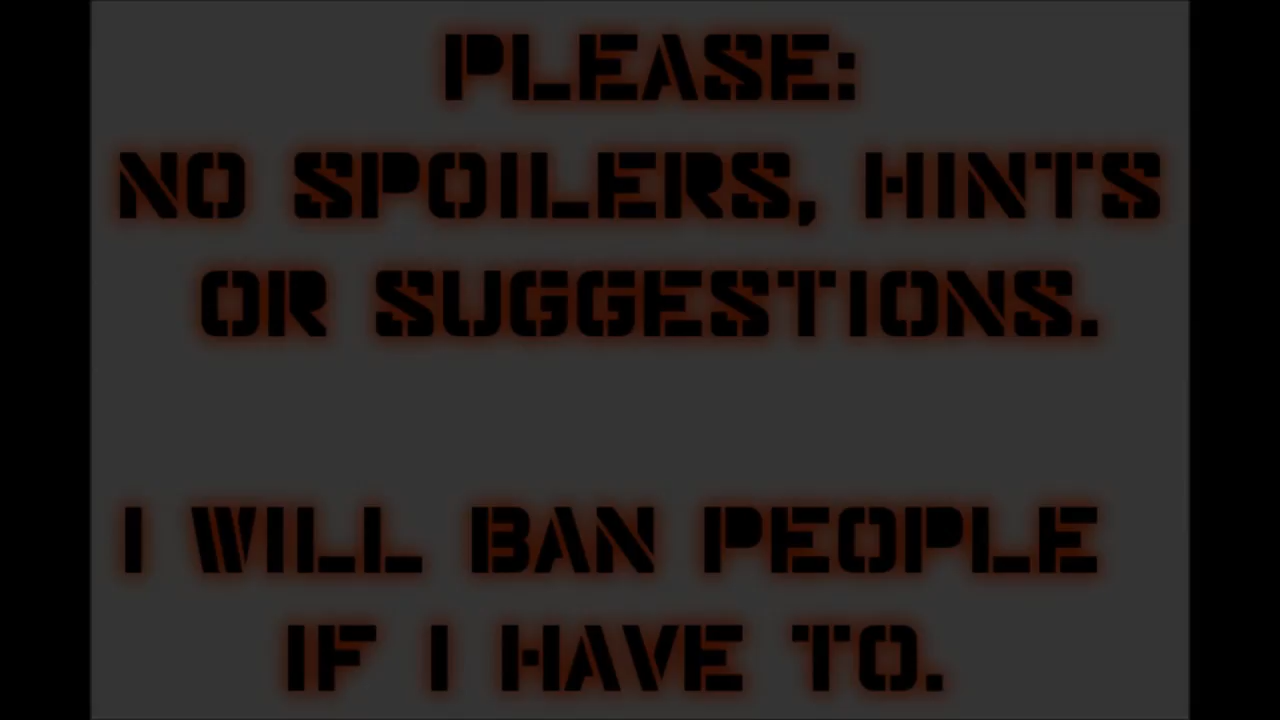 PLEASE:
NO SPOILERS, HINTS
OR SUGGESTIONS.
I WILL BAN PEOPLE
IF I HAVE TO.